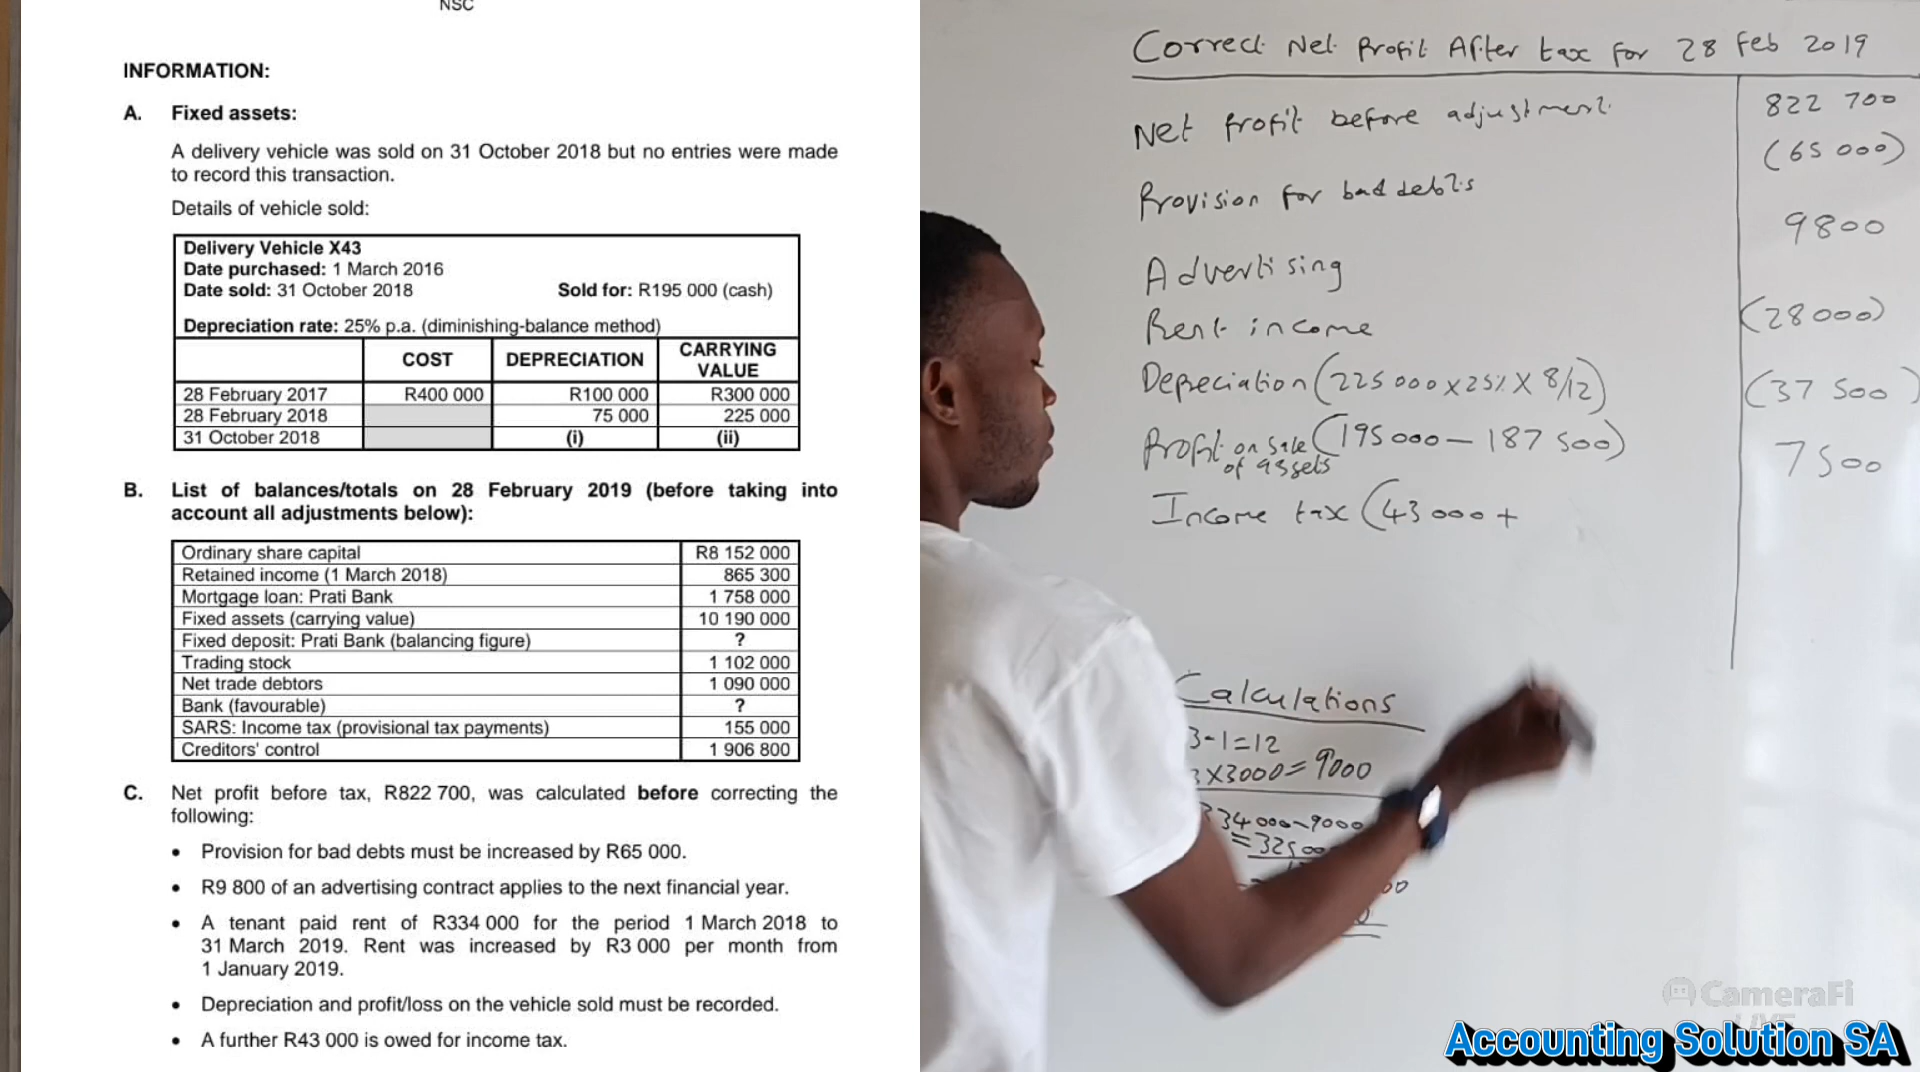 NSC
INFORMATION:
A. Fixed assets:
A delivery vehicle was sold on 31 October 2018 but no entries were made
to record this transaction.
Details of vehicle sold:
Delivery Vehicle X43
Date purchased: 1 March 2016
Date sold: 31 October 2018 Sold for: R195 000 (cash)
Depreciation rate: 25% p.a. (diminishing-balance method)
COST DEPRECIATION CARRYING VALUE
28 February 2017 R400 000 R100 000 R300 000
28 February 2018 75 000 225 000
31 October 2018 (i) (ii)
B. List of balances/totals on 28 February 2019 (before taking into
account all adjustments below):
Ordinary share capital R8 152 000
Retained income (1 March 2018) 865 300
Mortgage loan: Prati Bank 1 758 000
Fixed assets (carrying value) 10 190 000
Fixed deposit: Prati Bank (balancing figure) ?
Trading stock 1 102 000
Net trade debtors 1 090 000
Bank (favourable) ?
SARS: Income tax (provisional tax payments) 155 000
Creditors' control 1 906 800
C. Net profit before tax, R822 700, was calculated before correcting the
following:
• Provision for bad debts must be increased by R65 000.
• R9 800 of an advertising contract applies to the next financial year.
• A tenant paid rent of R334 000 for the period 1 March 2018 to
31 March 2019. Rent was increased by R3 000 per month from
1 January 2019.
• Depreciation and profit/loss on the vehicle sold must be recorded.
• A further R43 000 is owed for income tax.
Correct Net Profit After tax for 28 Feb 2019
Net profit before adjustment 822 700
(65 000)
Provision for bad debts
9800
Advertising
Rent income (28 000)
Depreciation (225 000 x 25% x 8/12) (37 500)
Profit on sale of assets (195 000 – 187 500) 7500
Income tax (43 000 +
Calculations
3-1=12
x3000= 9000
34 000-9000
= 32500
CameraFi
LIVE
Accounting Solution SA